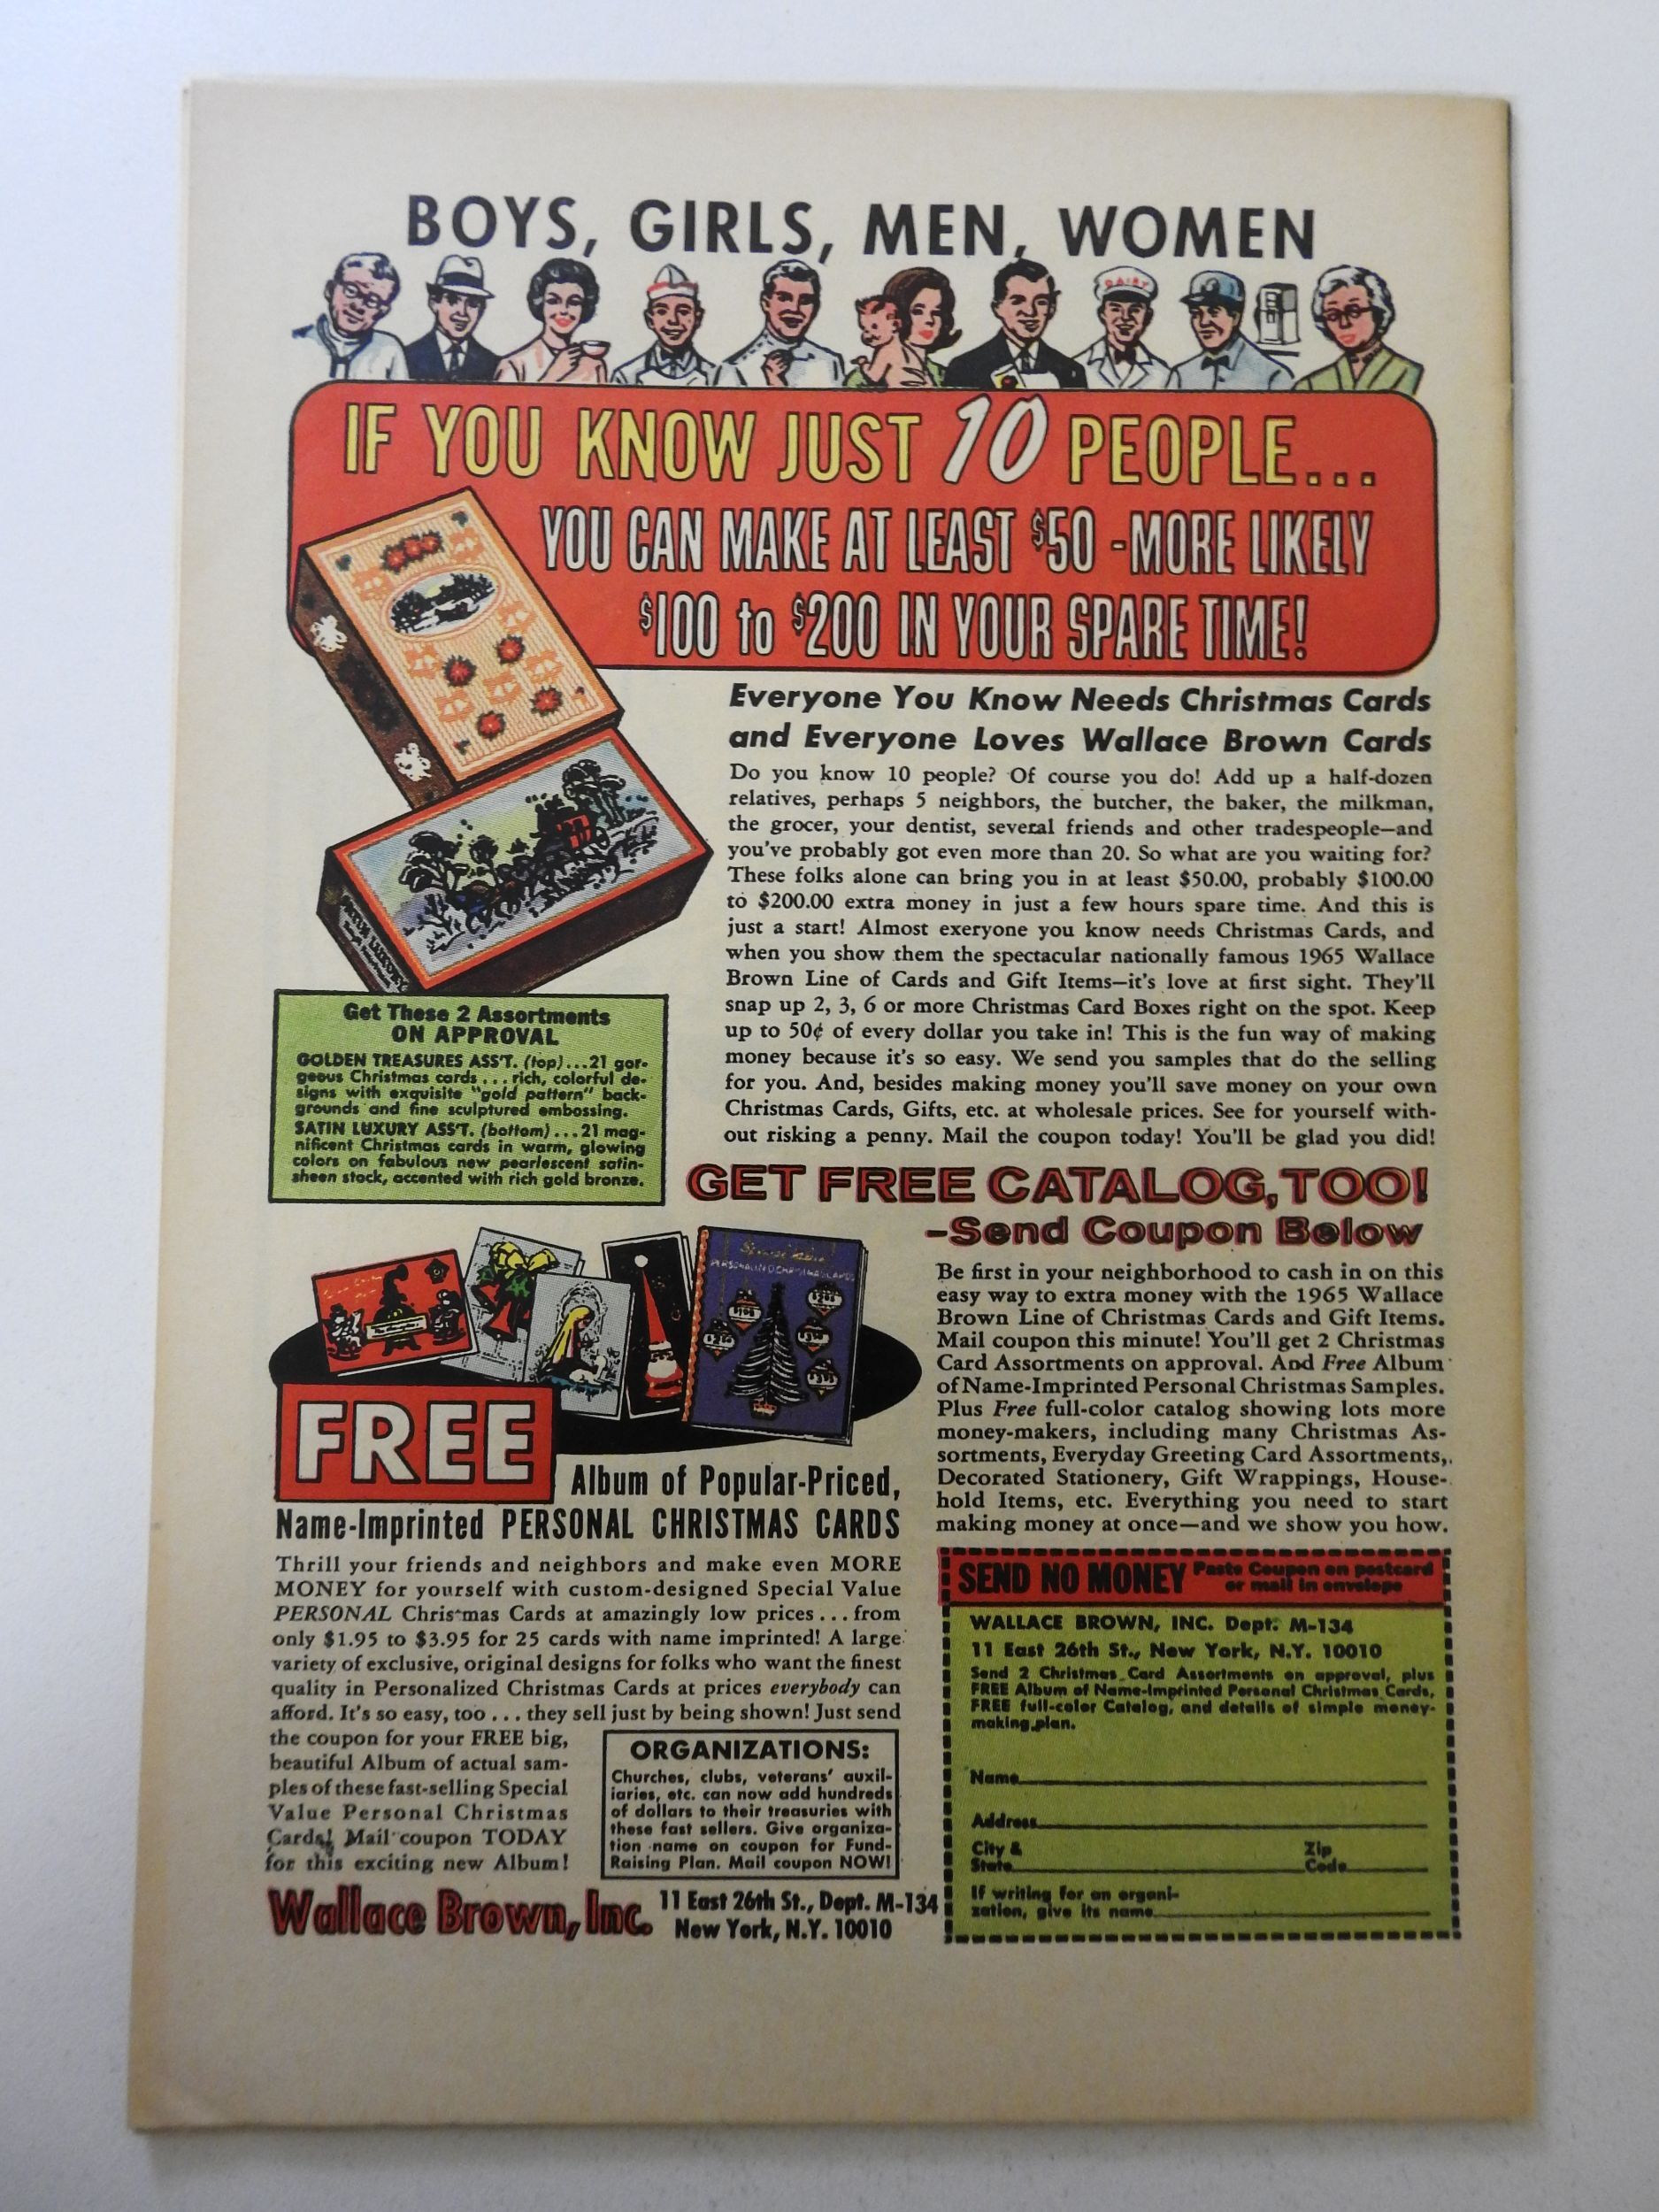 BOYS, GIRLS, MEN, WOMEN
DAISY
IF YOU KNOW JUST 10 PEOPLE...
YOU CAN MAKE AT LEAST $50 - MORE LIKELY
$100 to $200 IN YOUR SPARE TIME!
Everyone You Know Needs Christmas Cards
and Everyone Loves Wallace Brown Cards
Do you know 10 people? Of course you do! Add up a half-dozen
relatives, perhaps 5 neighbors, the butcher, the baker, the milkman,
the grocer, your dentist, several friends and other tradespeople—and
you've probably got even more than 20. So what are you waiting for?
These folks alone can bring you in at least $50.00, probably $100.00
to $200.00 extra money in just a few hours spare time. And this is
just a start! Almost exeryone you know needs Christmas Cards, and
when you show them the spectacular nationally famous 1965 Wallace
Brown Line of Cards and Gift Items—it's love at first sight. They'll
snap up 2, 3, 6 or more Christmas Card Boxes right on the spot. Keep
up to 50¢ of every dollar you take in! This is the fun way of making
money because it's so easy. We send you samples that do the selling
for you. And, besides making money you'll save money on your own
Christmas Cards, Gifts, etc. at wholesale prices. See for yourself with-
out risking a penny. Mail the coupon today! You'll be glad you did!
Get These 2 Assortments
ON APPROVAL
GOLDEN TREASURES ASS'T. (top)...21 gor-
geous Christmas cards ... rich, colorful de-
signs with exquisite "gold pattern" back-
grounds and fine sculptured embossing.
SATIN LUXURY ASS'T. (bottom)...21 mag-
nificent Christmas cards in warm, glowing
colors on fabulous new pearlescent satin-
sheen stock, accented with rich gold bronze.
GET FREE CATALOG, TOO!
-Send Coupon Below
Be first in your neighborhood to cash in on this
easy way to extra money with the 1965 Wallace
Brown Line of Christmas Cards and Gift Items.
Mail coupon this minute! You'll get 2 Christmas
Card Assortments on approval. And Free Album
of Name-Imprinted Personal Christmas Samples.
Plus Free full-color catalog showing lots more
money-makers, including many Christmas As-
sortments, Everyday Greeting Card Assortments,
Decorated Stationery, Gift Wrappings, House-
hold Items, etc. Everything you need to start
making money at once—and we show you how.
FREE
Album of Popular-Priced,
Name-Imprinted PERSONAL CHRISTMAS CARDS
Thrill your friends and neighbors and make even MORE
MONEY for yourself with custom-designed Special Value
PERSONAL Christmas Cards at amazingly low prices... from
only $1.95 to $3.95 for 25 cards with name imprinted! A large
variety of exclusive, original designs for folks who want the finest
quality in Personalized Christmas Cards at prices everybody can
afford. It's so easy, too ... they sell just by being shown! Just send
the coupon for your FREE big,
beautiful Album of actual sam-
ples of these fast-selling Special
Value Personal Christmas
Cards! Mail coupon TODAY
for this exciting new Album!
ORGANIZATIONS:
Churches, clubs, veterans' auxil-
iaries, etc. can now add hundreds
of dollars to their treasuries with
these fast sellers. Give organiza-
tion name on coupon for Fund-
Raising Plan. Mail coupon NOW!
Wallace Brown, Inc.
11 East 26th St., Dept. M-134
New York, N.Y. 10010
SEND NO MONEY Paste Coupon on postcard
or mail in envelope
WALLACE BROWN, INC. Dept. M-134
11 East 26th St., New York, N.Y. 10010
Send 2 Christmas Card Assortments on approval, plus
FREE Album of Name-Imprinted Personal Christmas Cards,
FREE full-color Catalog, and details of simple money-
making plan.
Name
Address
City &
State
Zip
Code
If writing for an organi-
zation, give its name